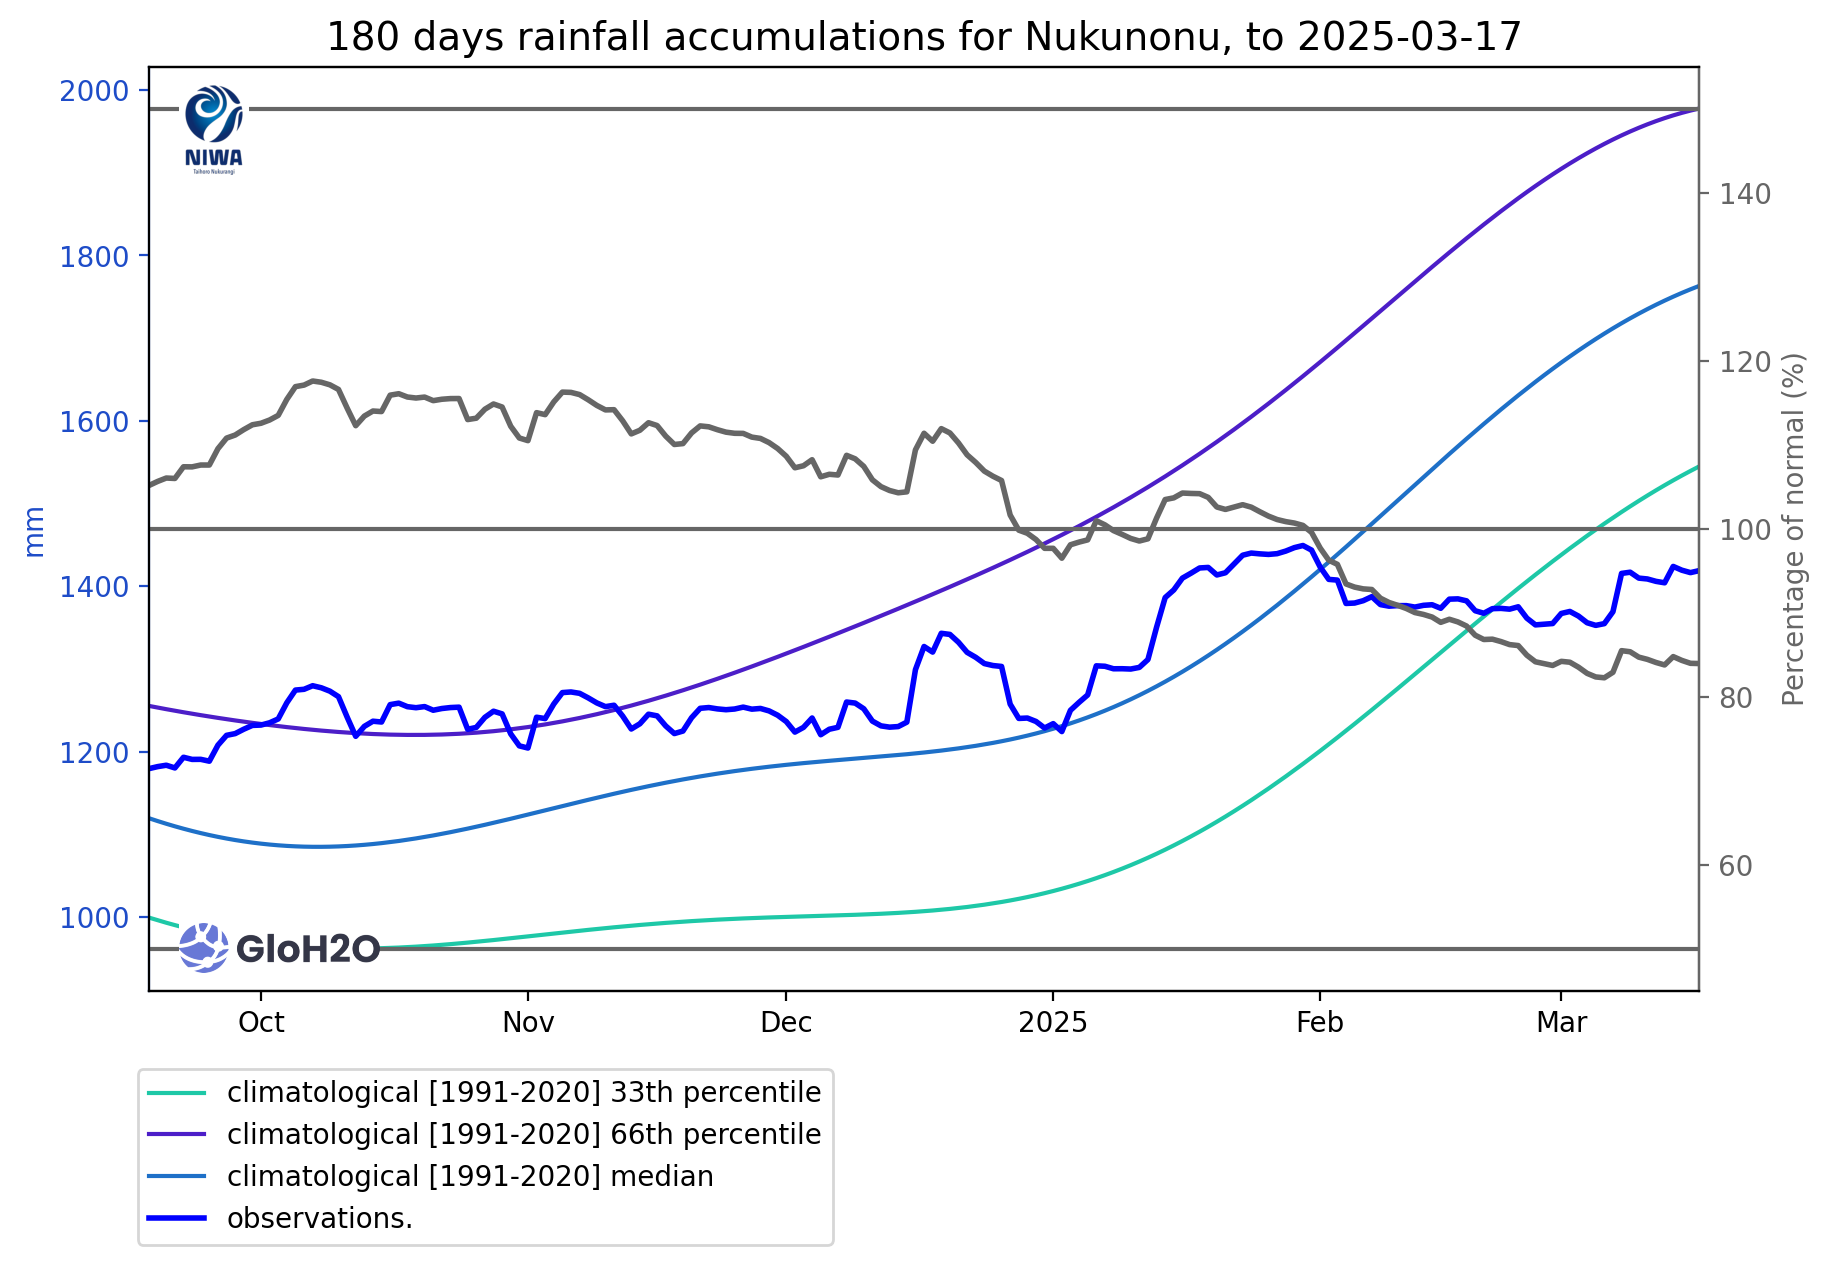 180 days rainfall accumulations for Nukunonu, to 2025-03-17
2000
1800
1600
1400
1200
1000
mm
140
120
100
80
60
Percentage of normal (%)
NIWA
Taihoro Nukurangi
GloH2O
Oct
Nov
Dec
2025
Feb
Mar
climatological [1991-2020] 33th percentile
climatological [1991-2020] 66th percentile
climatological [1991-2020] median
observations.